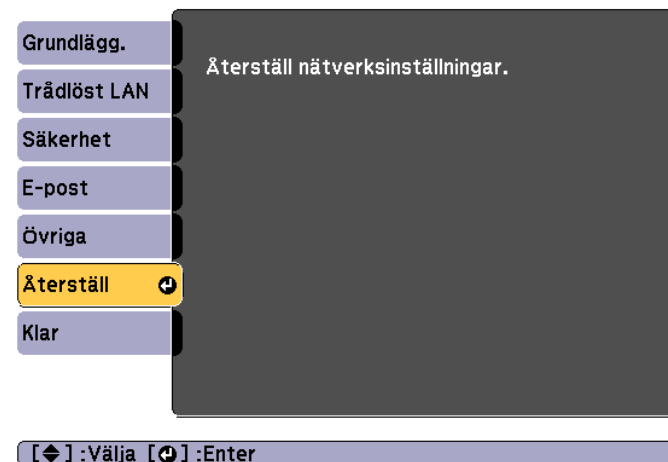 Grundlägg.
Trådlöst LAN
Säkerhet
E-post
Övriga
Återställ
Klar
Återställ nätverksinställningar.
[◆] :Välja [⏎] :Enter